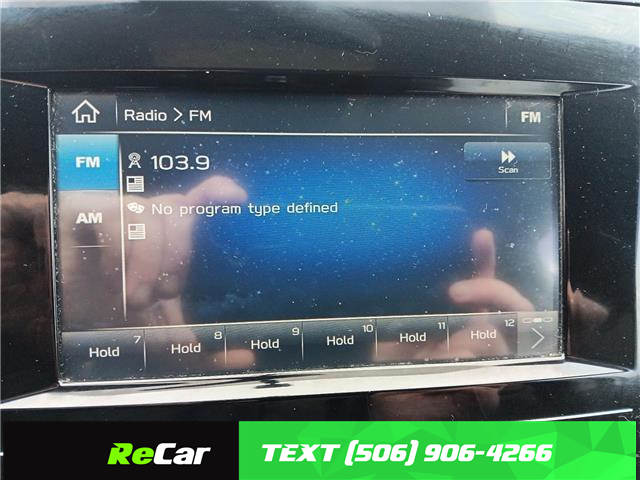 Radio > FM
FM
FM
103.9
Scan
AM
No program type defined
Hold 7
Hold 8
Hold 9
Hold 10
Hold 11
Hold 12
ReCar
TEXT (506) 906-4266